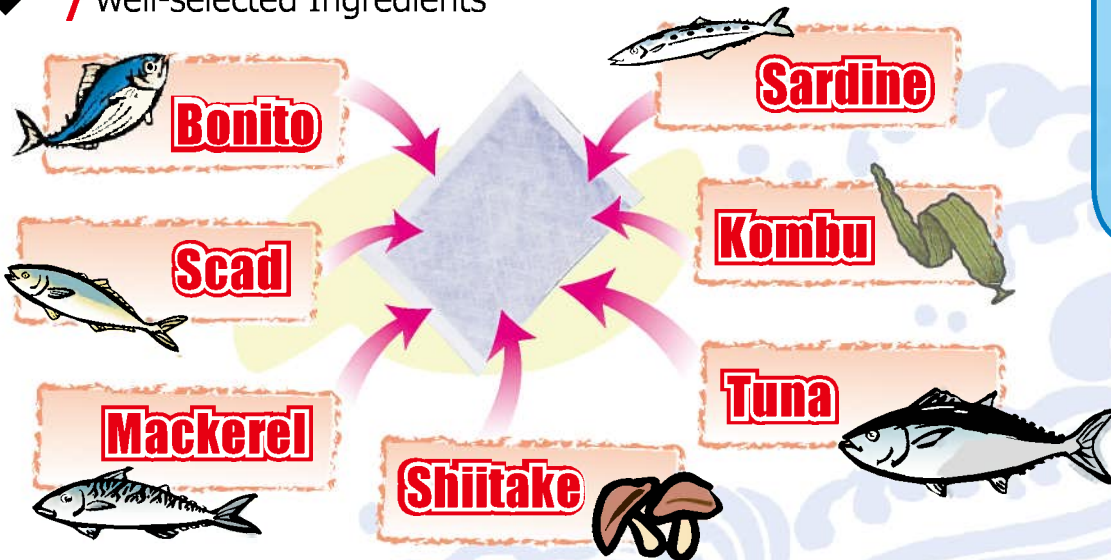 Well-selected Ingredients
Bonito
Sardine
Scad
Kombu
Mackerel
Tuna
Shiitake